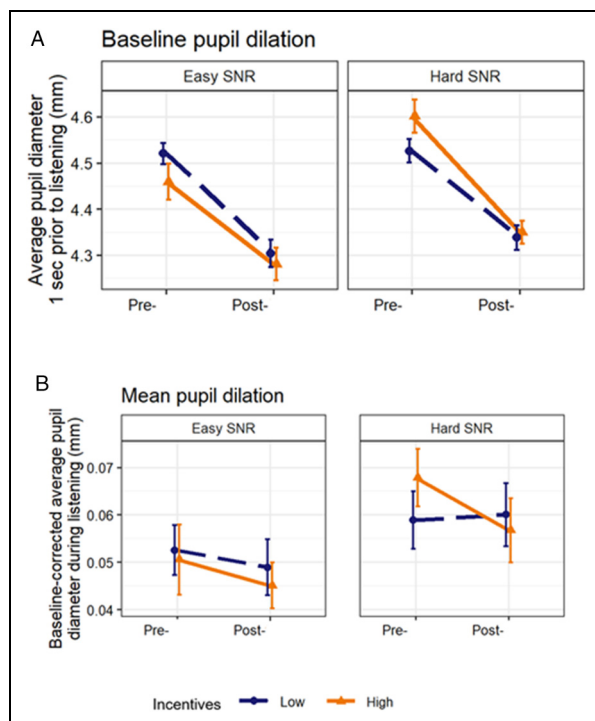 A
Baseline pupil dilation
Easy SNR
Hard SNR
Average pupil diameter
1 sec prior to listening (mm)
4.6
4.5
4.4
4.3
Pre-
Post-
Pre-
Post-
B
Mean pupil dilation
Easy SNR
Hard SNR
Baseline-corrected average pupil
diameter during listening (mm)
0.07
0.06
0.05
0.04
Pre-
Post-
Pre-
Post-
Incentives Low High